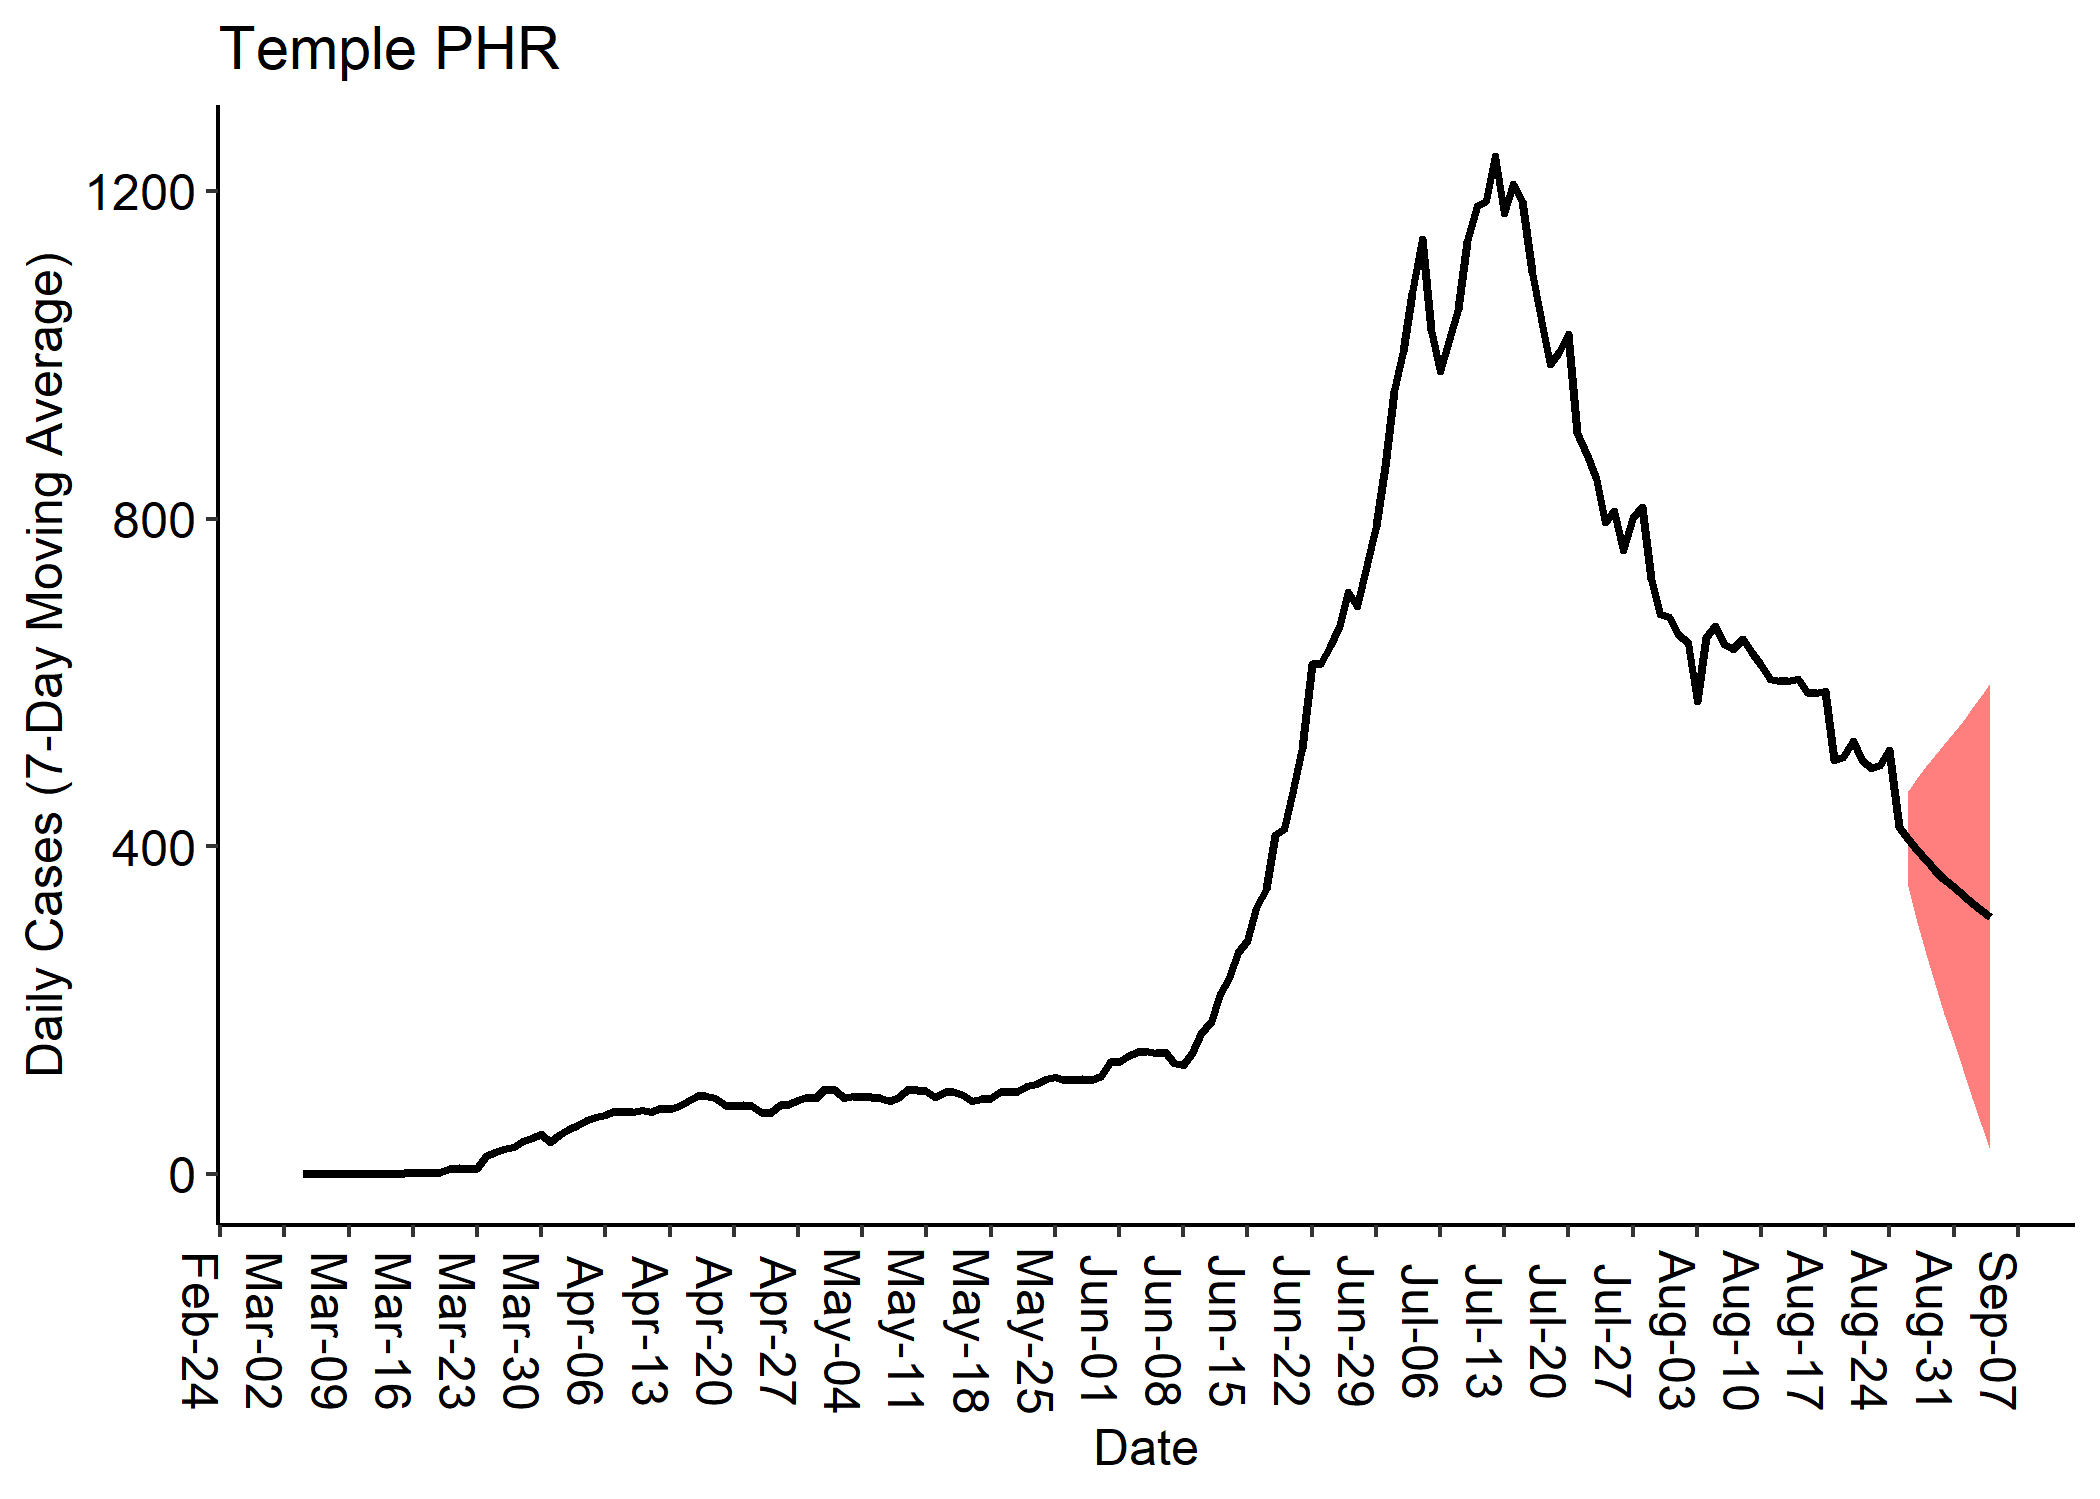 Temple PHR
Daily Cases (7-Day Moving Average)
1200
800
400
0
Feb-24
Mar-02
Mar-09
Mar-16
Mar-23
Mar-30
Apr-06
Apr-13
Apr-20
Apr-27
May-04
May-11
May-18
May-25
Jun-01
Jun-08
Jun-15
Jun-22
Jun-29
Jul-06
Jul-13
Jul-20
Jul-27
Aug-03
Aug-10
Aug-17
Aug-24
Aug-31
Sep-07
Date